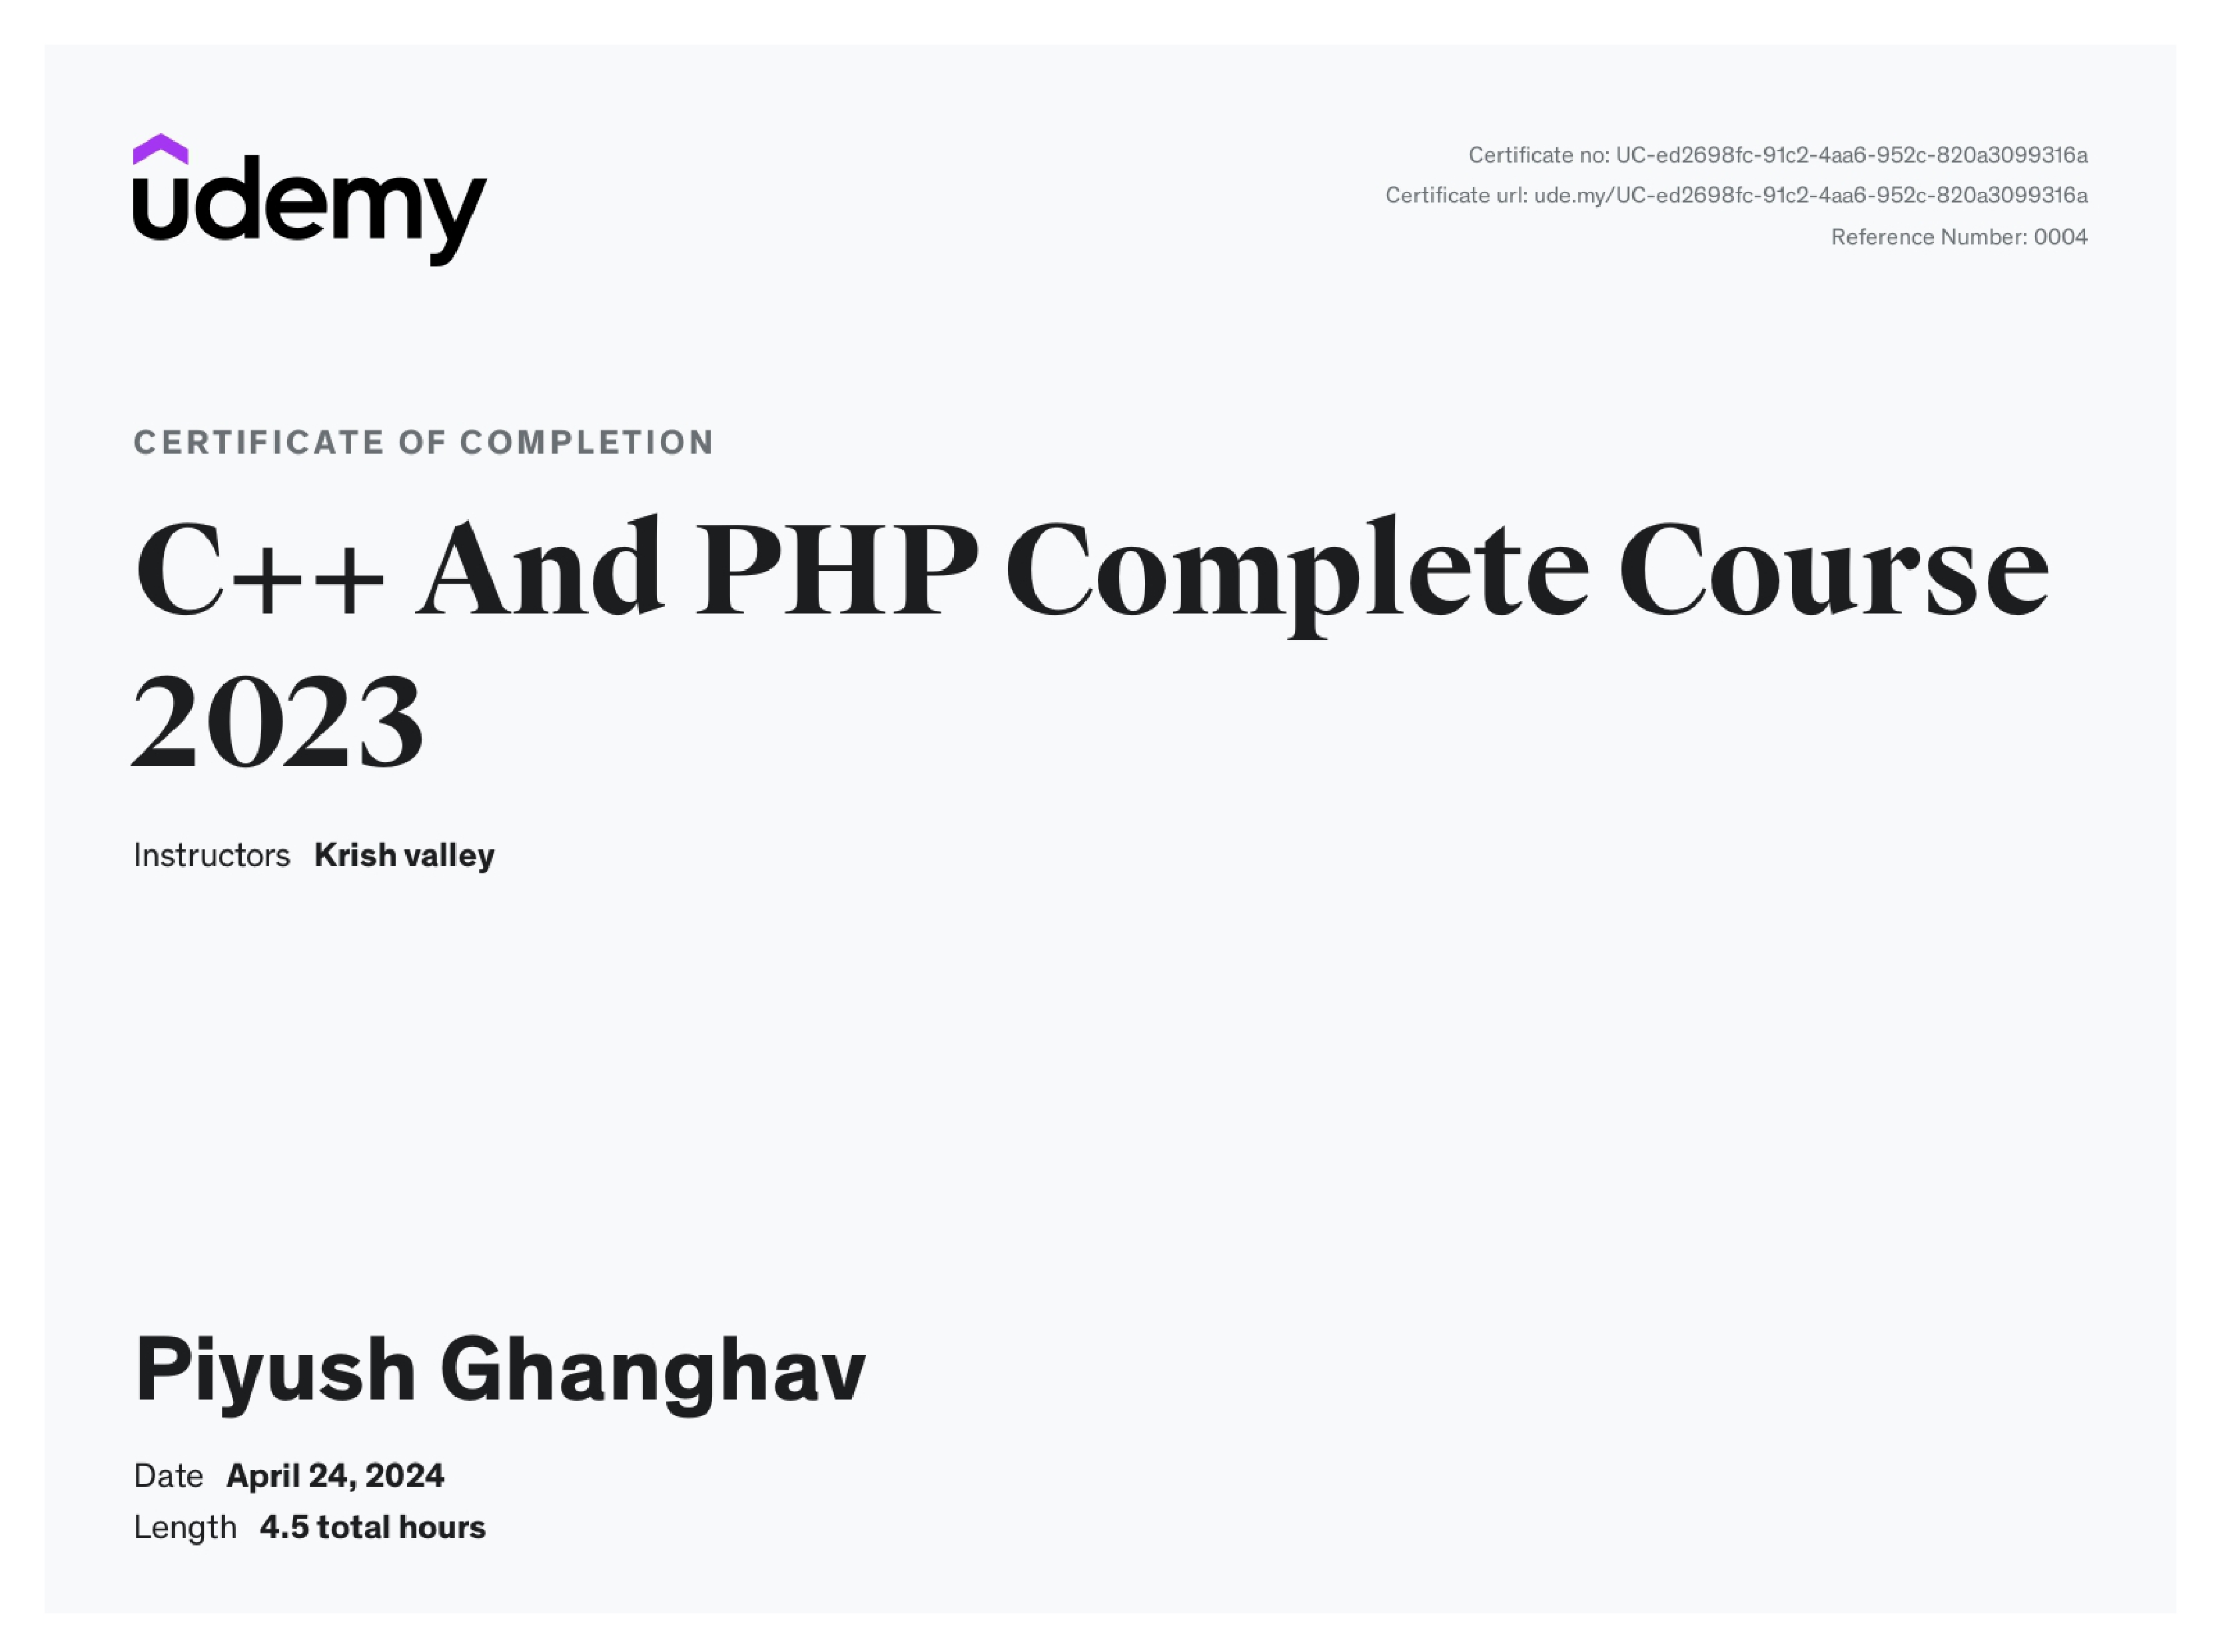 udemy
Certificate no: UC-ed2698fc-91c2-4aa6-952c-820a3099316a
Certificate url: ude.my/UC-ed2698fc-91c2-4aa6-952c-820a3099316a
Reference Number: 0004
CERTIFICATE OF COMPLETION
C++ And PHP Complete Course
2023
Instructors Krish valley
Piyush Ghanghav
Date April 24, 2024
Length 4.5 total hours